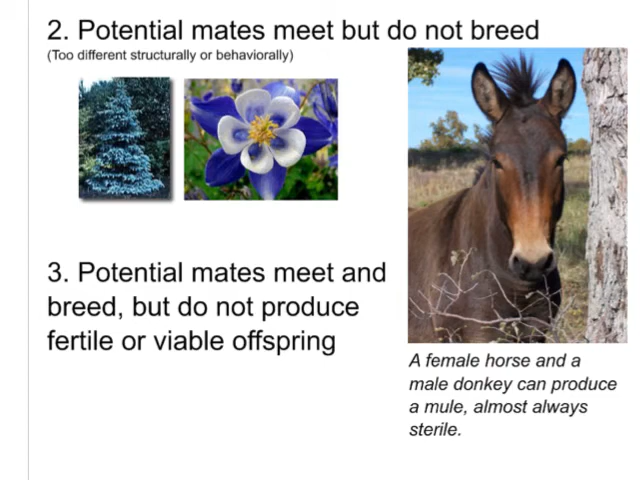 2. Potential mates meet but do not breed
(Too different structurally or behaviorally)
3. Potential mates meet and
breed, but do not produce
fertile or viable offspring
A female horse and a
male donkey can produce
a mule, almost always
sterile.